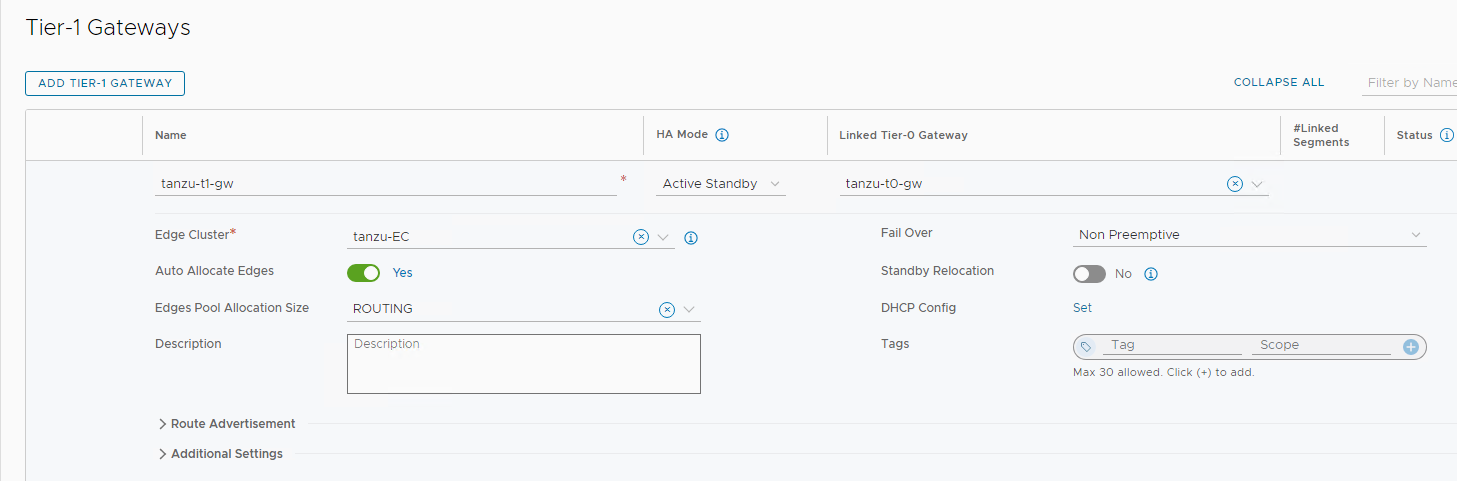 Tier-1 Gateways
ADD TIER-1 GATEWAY
COLLAPSE ALL
Filter by Name
Name
HA Mode
Linked Tier-0 Gateway
#Linked
Segments
Status
tanzu-t1-gw *
Active Standby
tanzu-t0-gw
Edge Cluster*
tanzu-EC
Fail Over
Non Preemptive
Auto Allocate Edges
Yes
Standby Relocation
No
Edges Pool Allocation Size
ROUTING
DHCP Config
Set
Description
Description
Tags
Tag
Scope
Max 30 allowed. Click (+) to add.
Route Advertisement
Additional Settings